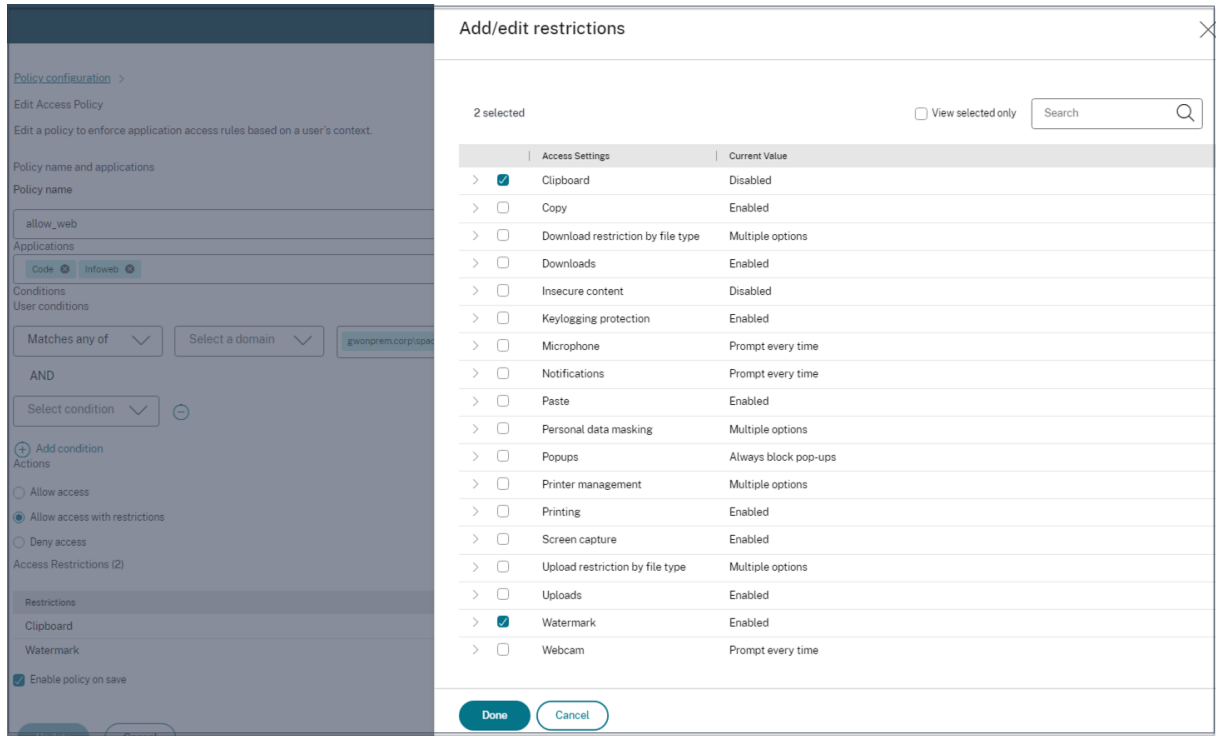 Policy configuration >
Edit Access Policy
Edit a policy to enforce application access rules based on a user's context.
Policy name and applications
Policy name
allow_web
Applications
Code Infoweb
Conditions
User conditions
Matches any of Select a domain gwonprem.corp\spac
AND
Select condition
Add condition
Actions
Allow access
Allow access with restrictions
Deny access
Access Restrictions (2)
Restrictions
Clipboard
Watermark
Enable policy on save
Cancel
Add/edit restrictions
2 selected View selected only Search
Access Settings Current Value
Clipboard Disabled
Copy Enabled
Download restriction by file type Multiple options
Downloads Enabled
Insecure content Disabled
Keylogging protection Enabled
Microphone Prompt every time
Notifications Prompt every time
Paste Enabled
Personal data masking Multiple options
Popups Always block pop-ups
Printer management Multiple options
Printing Enabled
Screen capture Enabled
Upload restriction by file type Multiple options
Uploads Enabled
Watermark Enabled
Webcam Prompt every time
Done Cancel